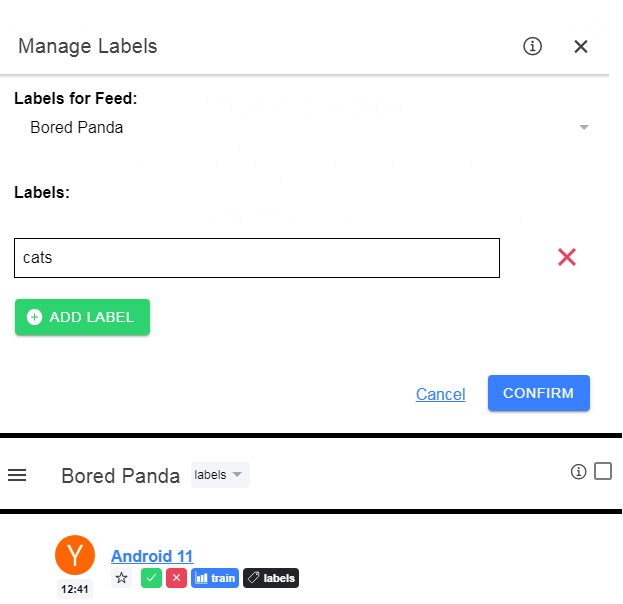 Manage Labels
Labels for Feed:
Bored Panda
Labels:
cats
ADD LABEL
Cancel CONFIRM
Bored Panda labels
Y Android 11
12:41 train labels